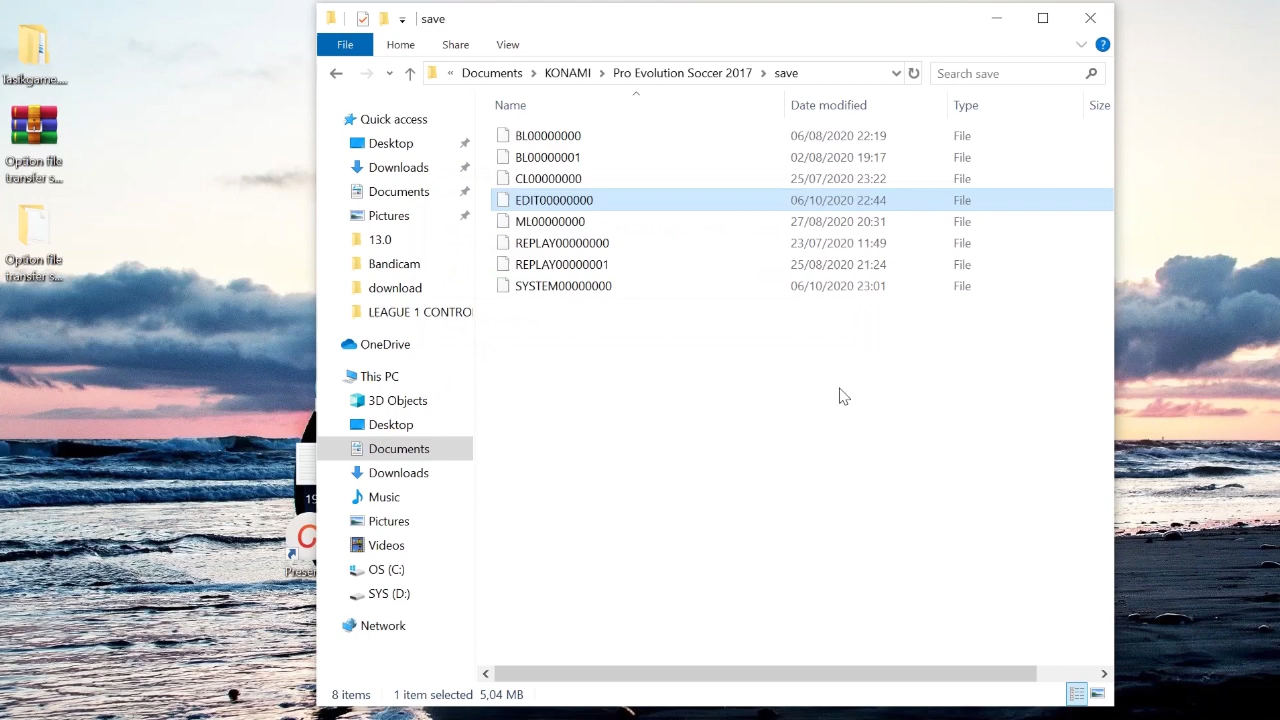 save
File Home Share View
« Documents > KONAMI > Pro Evolution Soccer 2017 > save
Search save
Name Date modified Type Size
BL00000000 06/08/2020 22:19 File
BL00000001 02/08/2020 19:17 File
CL00000000 25/07/2020 23:22 File
EDIT00000000 06/10/2020 22:44 File
ML00000000 27/08/2020 20:31 File
REPLAY00000000 23/07/2020 11:49 File
REPLAY00000001 25/08/2020 21:24 File
SYSTEM00000000 06/10/2020 23:01 File
Quick access
Desktop
Downloads
Documents
Pictures
13.0
Bandicam
download
LEAGUE 1 CONTRO
OneDrive
This PC
3D Objects
Desktop
Documents
Downloads
Music
Pictures
Videos
OS (C:)
SYS (D:)
Network
8 items 1 item selected 5,04 MB
Tasikgame....
Option file
transfer s...
Option file
transfer s...
19
Presen